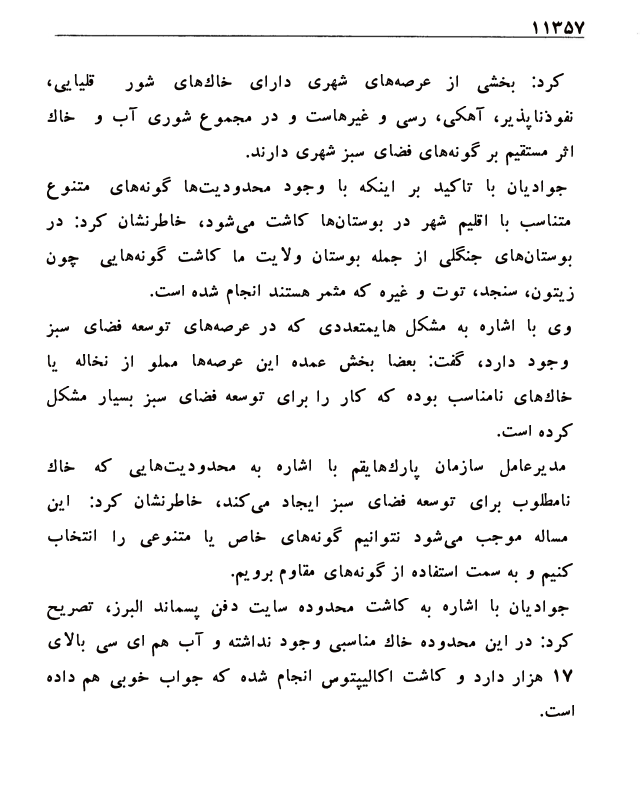 ۱۱۳۵۷
کرد: بخشی از عرصه‌های شهری دارای خاك‌های شور قلیایی،
نفوذناپذیر، آهکی، رسی و غیرهاست و در مجموع شوری آب و خاك
اثر مستقیم بر گونه‌های فضای سبز شهری دارند.
جوادیان با تاکید بر اینکه با وجود محدودیت‌ها گونه‌های متنوع
متناسب با اقلیم شهر در بوستان‌ها کاشت می‌شود، خاطرنشان کرد: در
بوستان‌های جنگلی از جمله بوستان ولایت ما کاشت گونه‌هایی چون
زیتون، سنجد، توت و غیره که مثمر هستند انجام شده است.
وی با اشاره به مشکل هایمتعددی که در عرصه‌های توسعه فضای سبز
وجود دارد، گفت: بعضا بخش عمده این عرصه‌ها مملو از نخاله یا
خاك‌های نامناسب بوده که کار را برای توسعه فضای سبز بسیار مشکل
کرده است.
مدیرعامل سازمان پارك‌هایقم با اشاره به محدودیت‌هایی که خاك
نامطلوب برای توسعه فضای سبز ایجاد می‌کند، خاطرنشان کرد: این
مساله موجب می‌شود نتوانیم گونه‌های خاص یا متنوعی را انتخاب
کنیم و به سمت استفاده از گونه‌های مقاوم برویم.
جوادیان با اشاره به کاشت محدوده سایت دفن پسماند البرز، تصریح
کرد: در این محدوده خاك مناسبی وجود نداشته و آب هم ای سی بالای
۱۷ هزار دارد و کاشت اکالیپتوس انجام شده که جواب خوبی هم داده
است.